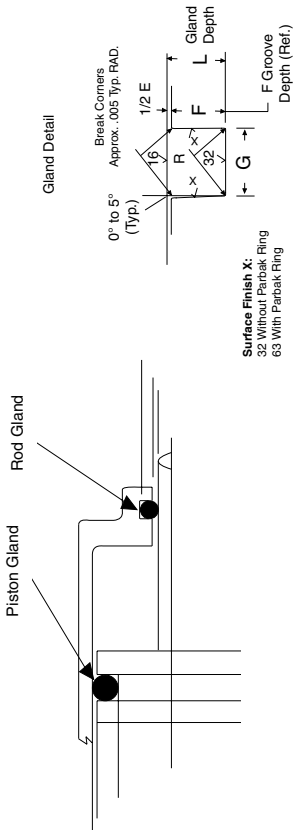 Piston Gland
Rod Gland
Gland Detail
0° to 5°
(Typ.)
Break Corners
Approx. .005 Typ. RAD.
1/2 E
16
X
R
X
32
F
L
Gland
Depth
G
F Groove
Depth (Ref.)
Surface Finish X:
32 Without Parbak Ring
63 With Parbak Ring